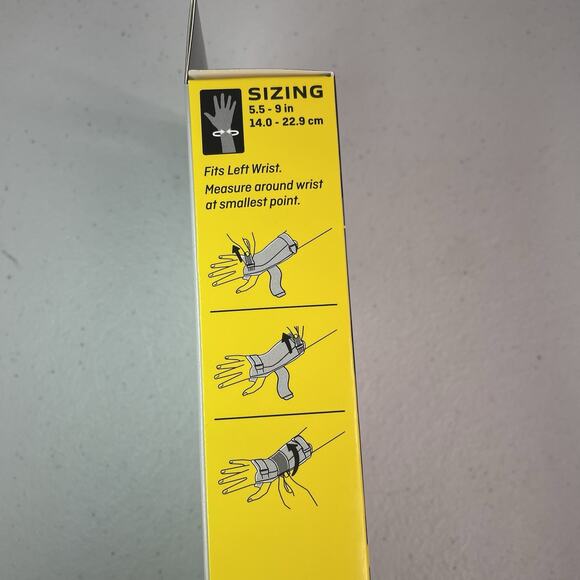 SIZING
5.5 - 9 in
14.0 - 22.9 cm
Fits Left Wrist.
Measure around wrist
at smallest point.